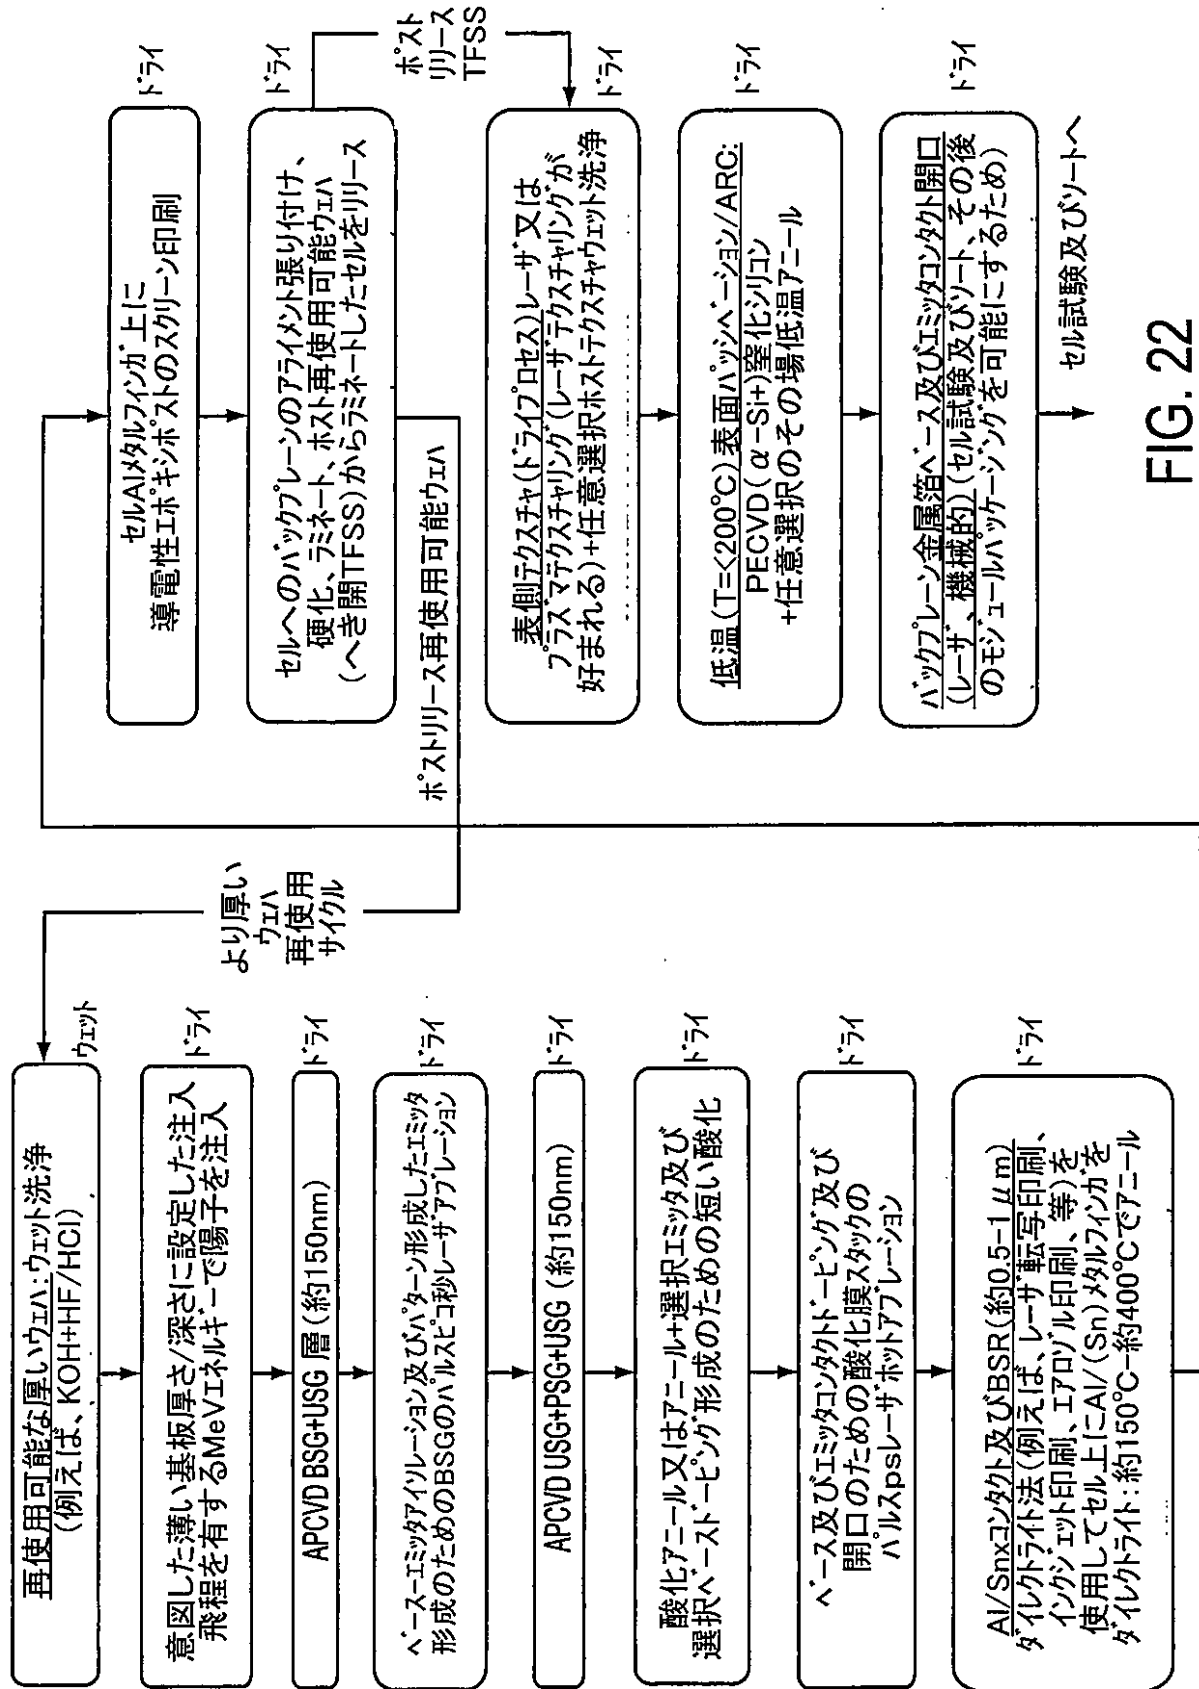 再使用可能な厚いウェハ:ウェット洗浄
(例えば、KOH+HF/HCl)
ウェット
意図した薄い基板厚さ/深さに設定した注入
飛程を有するMeVエネルギーで陽子を注入
ドライ
APCVD BSG+USG 層(約150nm)
ドライ
ベースーエミッタアイソレーション及びパターン形成したエミッタ
形成のためのBSGのパルスピコ秒レーザアブレーション
ドライ
APCVD USG+PSG+USG (約150nm)
ドライ
酸化アニール又はアニール+選択エミッタ及び
選択ベースドーピング形成のための短い酸化
ドライ
ベース及びエミッタコンタクトドーピング及び
開口のための酸化膜スタックの
パルスpsレーザホットアブレーション
ドライ
Al/Snxコンタクト及びBSR(約0.5-1μm)
ダイレクトライト法(例えば、レーザ転写印刷、
インクジェット印刷、エアロゾル印刷、等)を
使用してセル上にAl/(Sn)メタルフィンガを
ダイレクトライト:約150℃-約400℃でアニール
ドライ
より厚い
ウェハ
再使用
サイクル
ポストリリース再使用可能ウェハ
セルAlメタルフィンガ上に
導電性エポキシポストのスクリーン印刷
ドライ
セルへのバックプレーンのアライメント張り付け、
硬化、ラミネート、ホスト再使用可能ウェハ
(へき開TFSS)からラミネートしたセルをリリース
ドライ
ポスト
リリース
TFSS
表側テクスチャ(ドライプロセス)レーザ又は
プラズマテクスチャリング(レーザテクスチャリングが
好まれる)+任意選択ホストテクスチャウェット洗浄
ドライ
低温(T=<200℃)表面パッシベーション/ARC:
PECVD(α-Si+)窒化シリコン
+任意選択のその場低温アニール
ドライ
バックプレーン金属箔ベース及びエミッタコンタクト開口
(レーザ、機械的)(セル試験及びソート、その後
のモジュールパッケージングを可能にするため)
ドライ
セル試験及びソートへ
FIG. 22